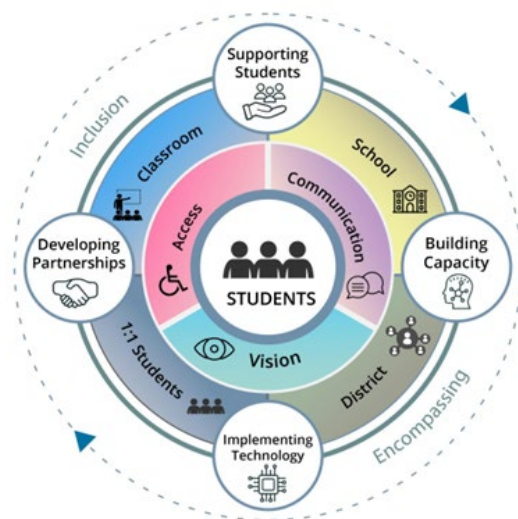 Supporting
Students
Inclusion
Classroom
School
Access
Communication
Developing
Partnerships
STUDENTS
Building
Capacity
1:1 Students
Vision
District
Implementing
Technology
Encompassing